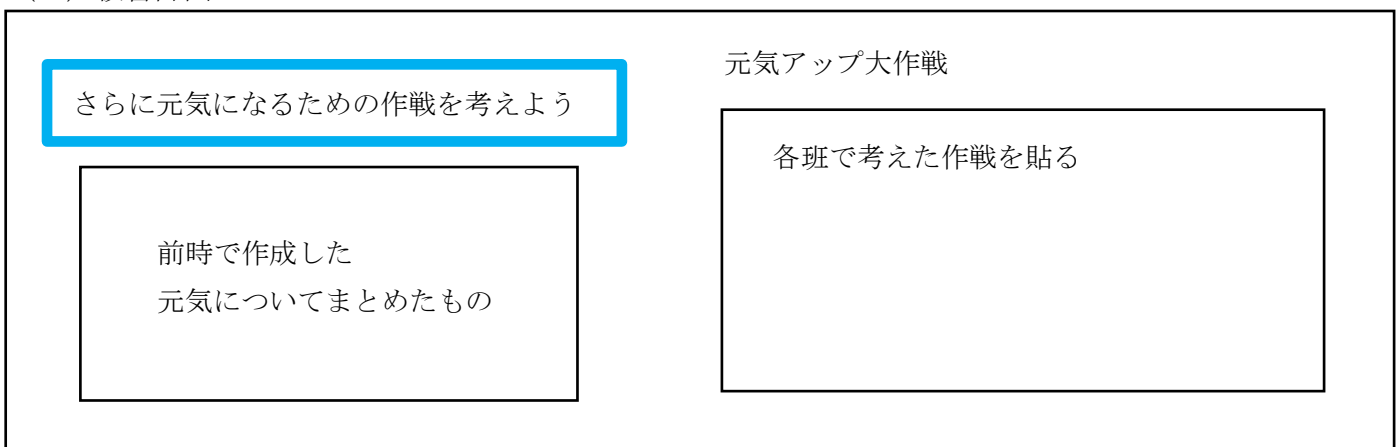 さらに元気になるための作戦を考えよう
前時で作成した
元気についてまとめたもの
元気アップ大作戦
各班で考えた作戦を貼る